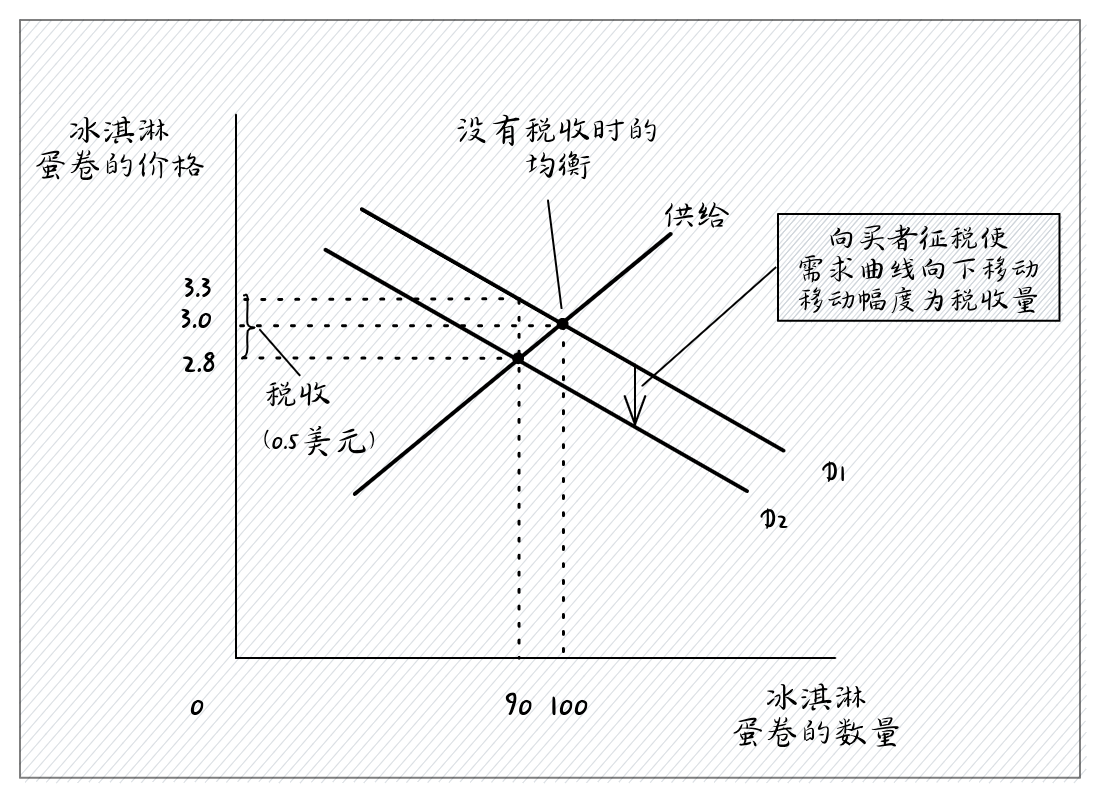 冰淇淋
蛋卷的价格
没有税收时的
均衡
供给
向买者征税使
需求曲线向下移动
移动幅度为税收量
3.3
3.0
2.8
税收
(0.5美元)
D1
D2
0
90
100
冰淇淋
蛋卷的数量